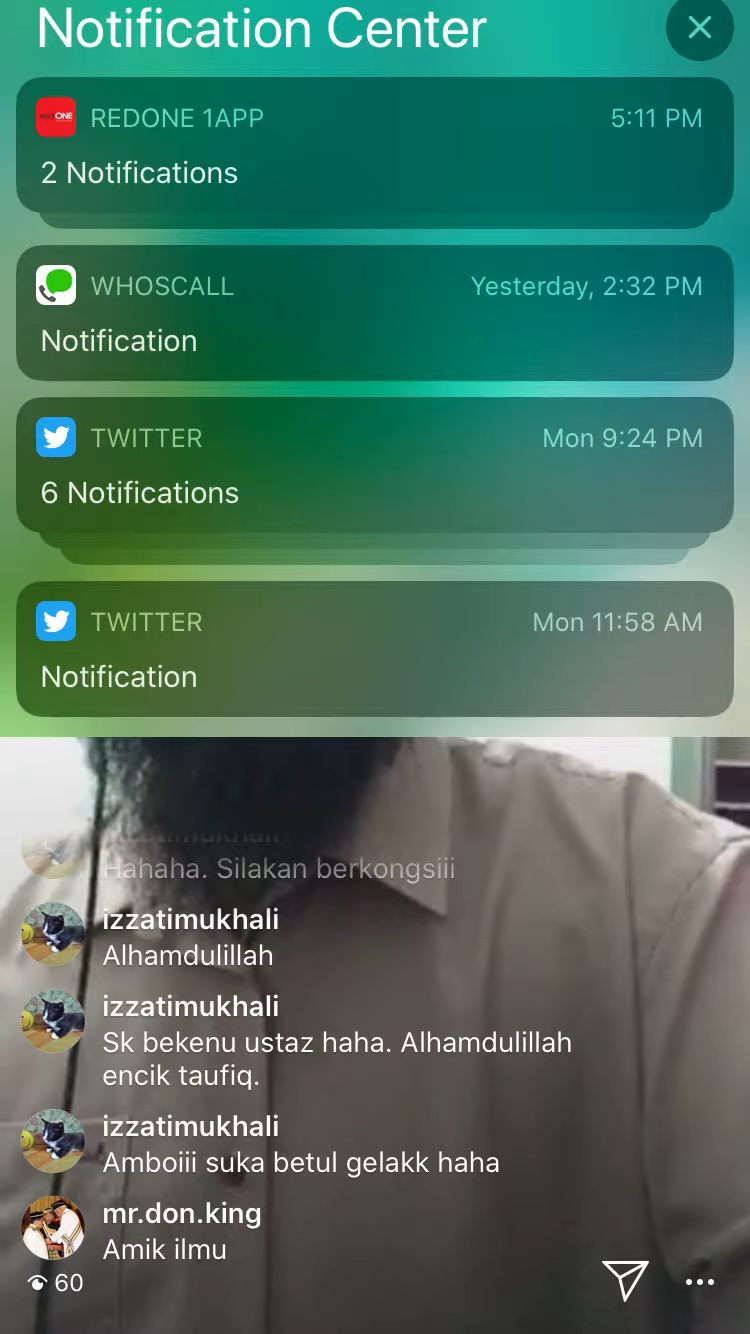 Notification Center
redONE
REDONE 1APP
5:11 PM
2 Notifications
WHOSCALL
Yesterday, 2:32 PM
Notification
TWITTER
Mon 9:24 PM
6 Notifications
TWITTER
Mon 11:58 AM
Notification
izzatimukhali
Hahaha. Silakan berkongsiii
izzatimukhali
Alhamdulillah
izzatimukhali
Sk bekenu ustaz haha. Alhamdulillah
encik taufiq.
izzatimukhali
Amboiii suka betul gelakk haha
mr.don.king
Amik ilmu
60